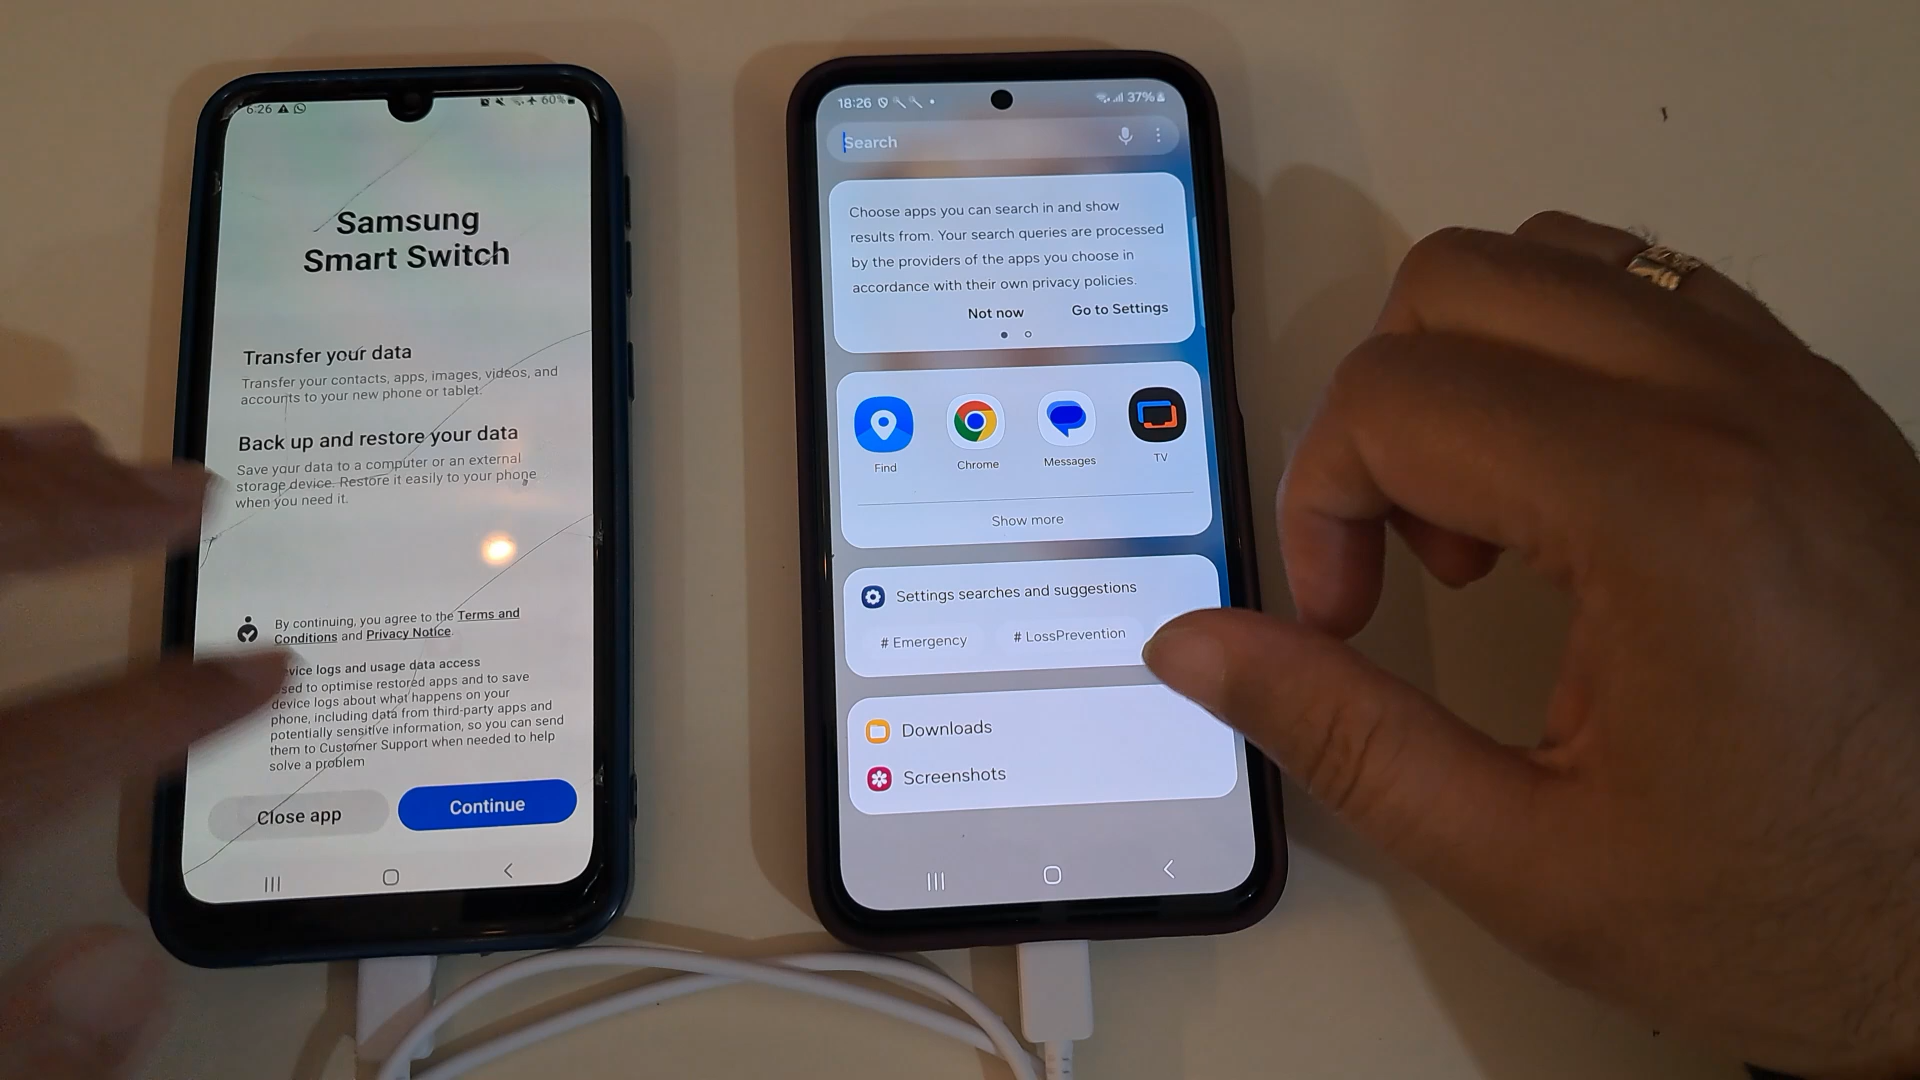 6:26
60%
Samsung
Smart Switch
Transfer your data
Transfer your contacts, apps, images, videos, and
accounts to your new phone or tablet.
Back up and restore your data
Save your data to a computer or an external
storage device. Restore it easily to your phone
when you need it.
By continuing, you agree to the Terms and
Conditions and Privacy Notice.
evice logs and usage data access
sed to optimise restored apps and to save
device logs about what happens on your
phone, including data from third-party apps and
potentially sensitive information, so you can send
them to Customer Support when needed to help
solve a problem
Close app
Continue
18:26
37%
Search
Choose apps you can search in and show
results from. Your search queries are processed
by the providers of the apps you choose in
accordance with their own privacy policies.
Not now
Go to Settings
Find
Chrome
Messages
TV
Show more
Settings searches and suggestions
# Emergency
# LossPrevention
Downloads
Screenshots